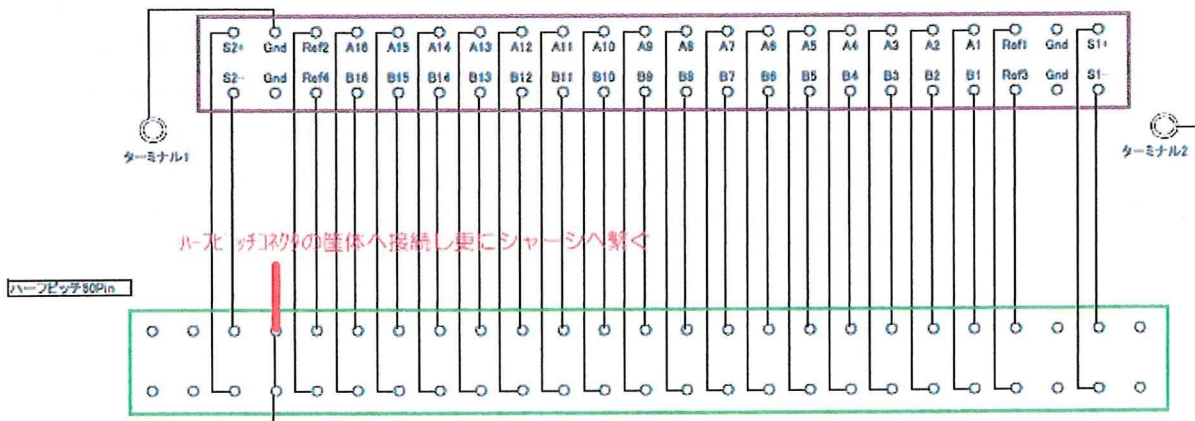 S2+ Gnd Ref2 A16 A15 A14 A13 A12 A11 A10 A9 A8 A7 A6 A5 A4 A3 A2 A1 Ref1 Gnd S1+
S2- Gnd Ref4 B16 B15 B14 B13 B12 B11 B10 B9 B8 B7 B6 B5 B4 B3 B2 B1 Ref3 Gnd S1-
ターミナル1
ターミナル2
ハーフピッチコネクタの筐体へ接続し更にシャーシへ繋ぐ
ハーフピッチ50Pin